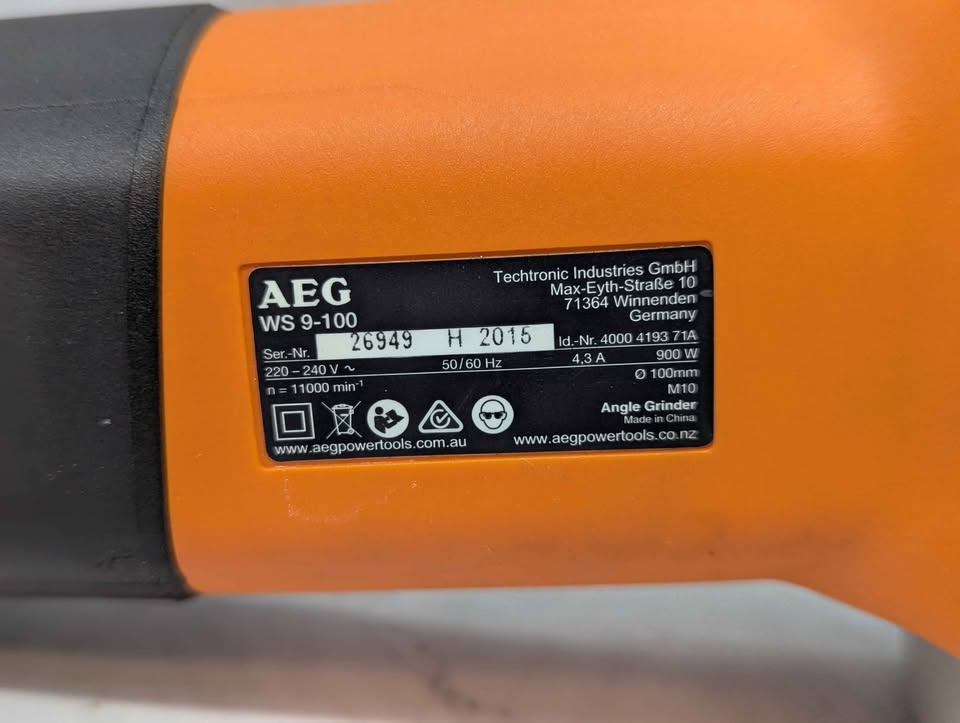 AEG
WS 9-100
Techtronic Industries GmbH
Max-Eyth-Straße 10
71364 Winnenden
Germany
Ser.-Nr. 26949 H 2015 Id.-Nr. 4000 4193 71A
220 – 240 V ~ 50/60 Hz 4,3 A 900 W
n = 11000 min-1 Ø 100mm
M10
Angle Grinder
Made in China
www.aegpowertools.com.au www.aegpowertools.co.nz